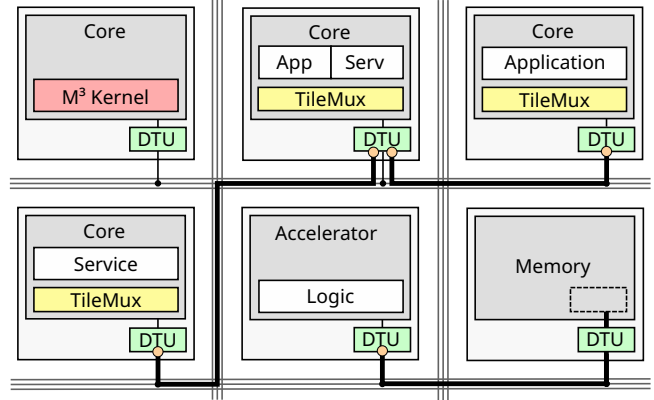 Core
M³ Kernel
DTU
Core
App Serv
TileMux
DTU
Core
Application
TileMux
DTU
Core
Service
TileMux
DTU
Accelerator
Logic
DTU
Memory
DTU